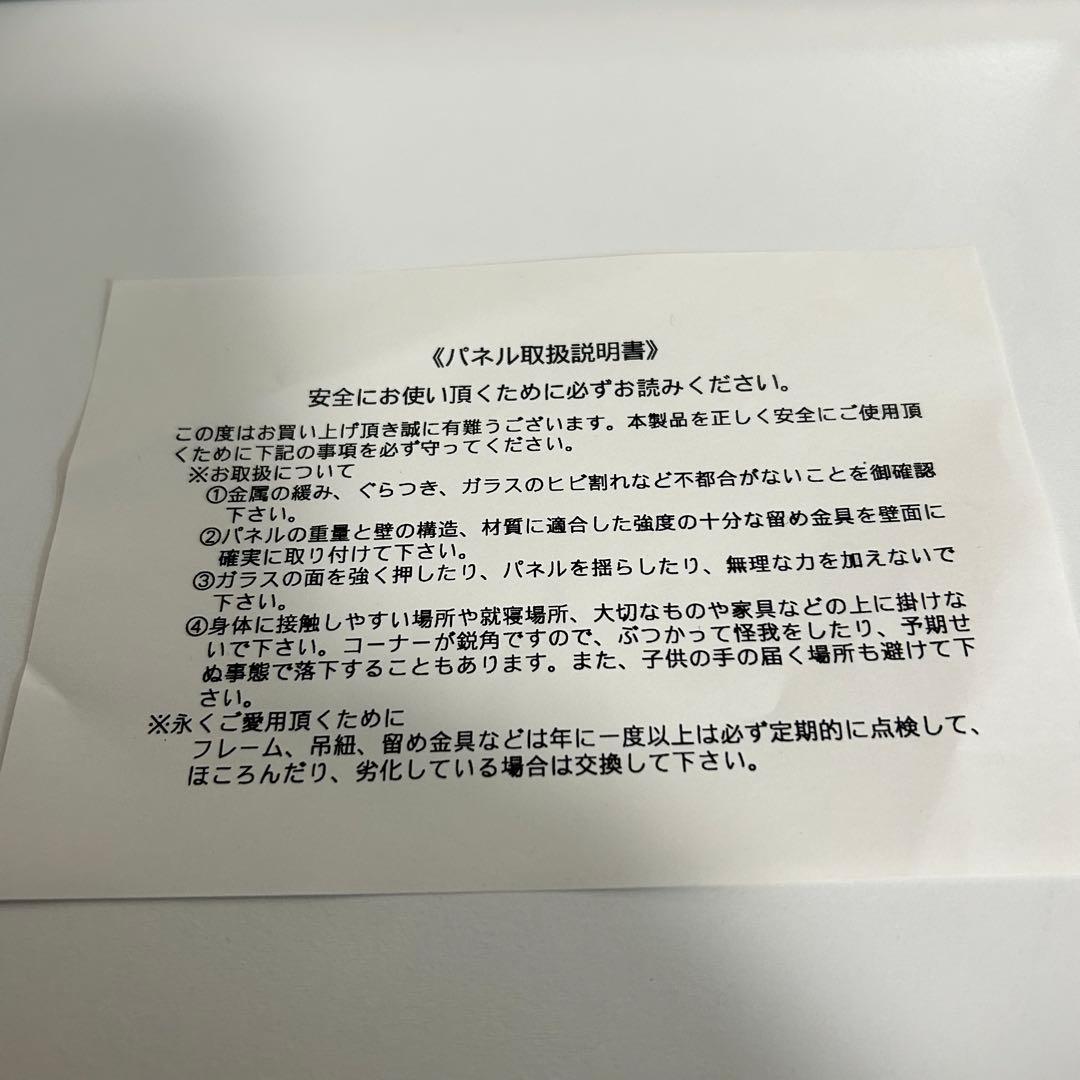 《パネル取扱説明書》
安全にお使い頂くために必ずお読みください。
この度はお買い上げ頂き誠に有難うございます。本製品を正しく安全にご使用頂
くために下記の事項を必ず守ってください。
※お取扱について
①金属の緩み、ぐらつき、ガラスのヒビ割れなど不都合がないことを御確認
下さい。
②パネルの重量と壁の構造、材質に適合した強度の十分な留め金具を壁面に
確実に取り付けて下さい。
③ガラスの面を強く押したり、パネルを揺らしたり、無理な力を加えないで
下さい。
④身体に接触しやすい場所や就寝場所、大切なものや家具などの上に掛けな
いで下さい。コーナーが鋭角ですので、ぶつかって怪我をしたり、予期せ
ぬ事態で落下することもあります。また、子供の手の届く場所も避けて下
さい。
※永くご愛用頂くために
フレーム、吊紐、留め金具などは年に一度以上は必ず定期的に点検して、
ほころんだり、劣化している場合は交換して下さい。